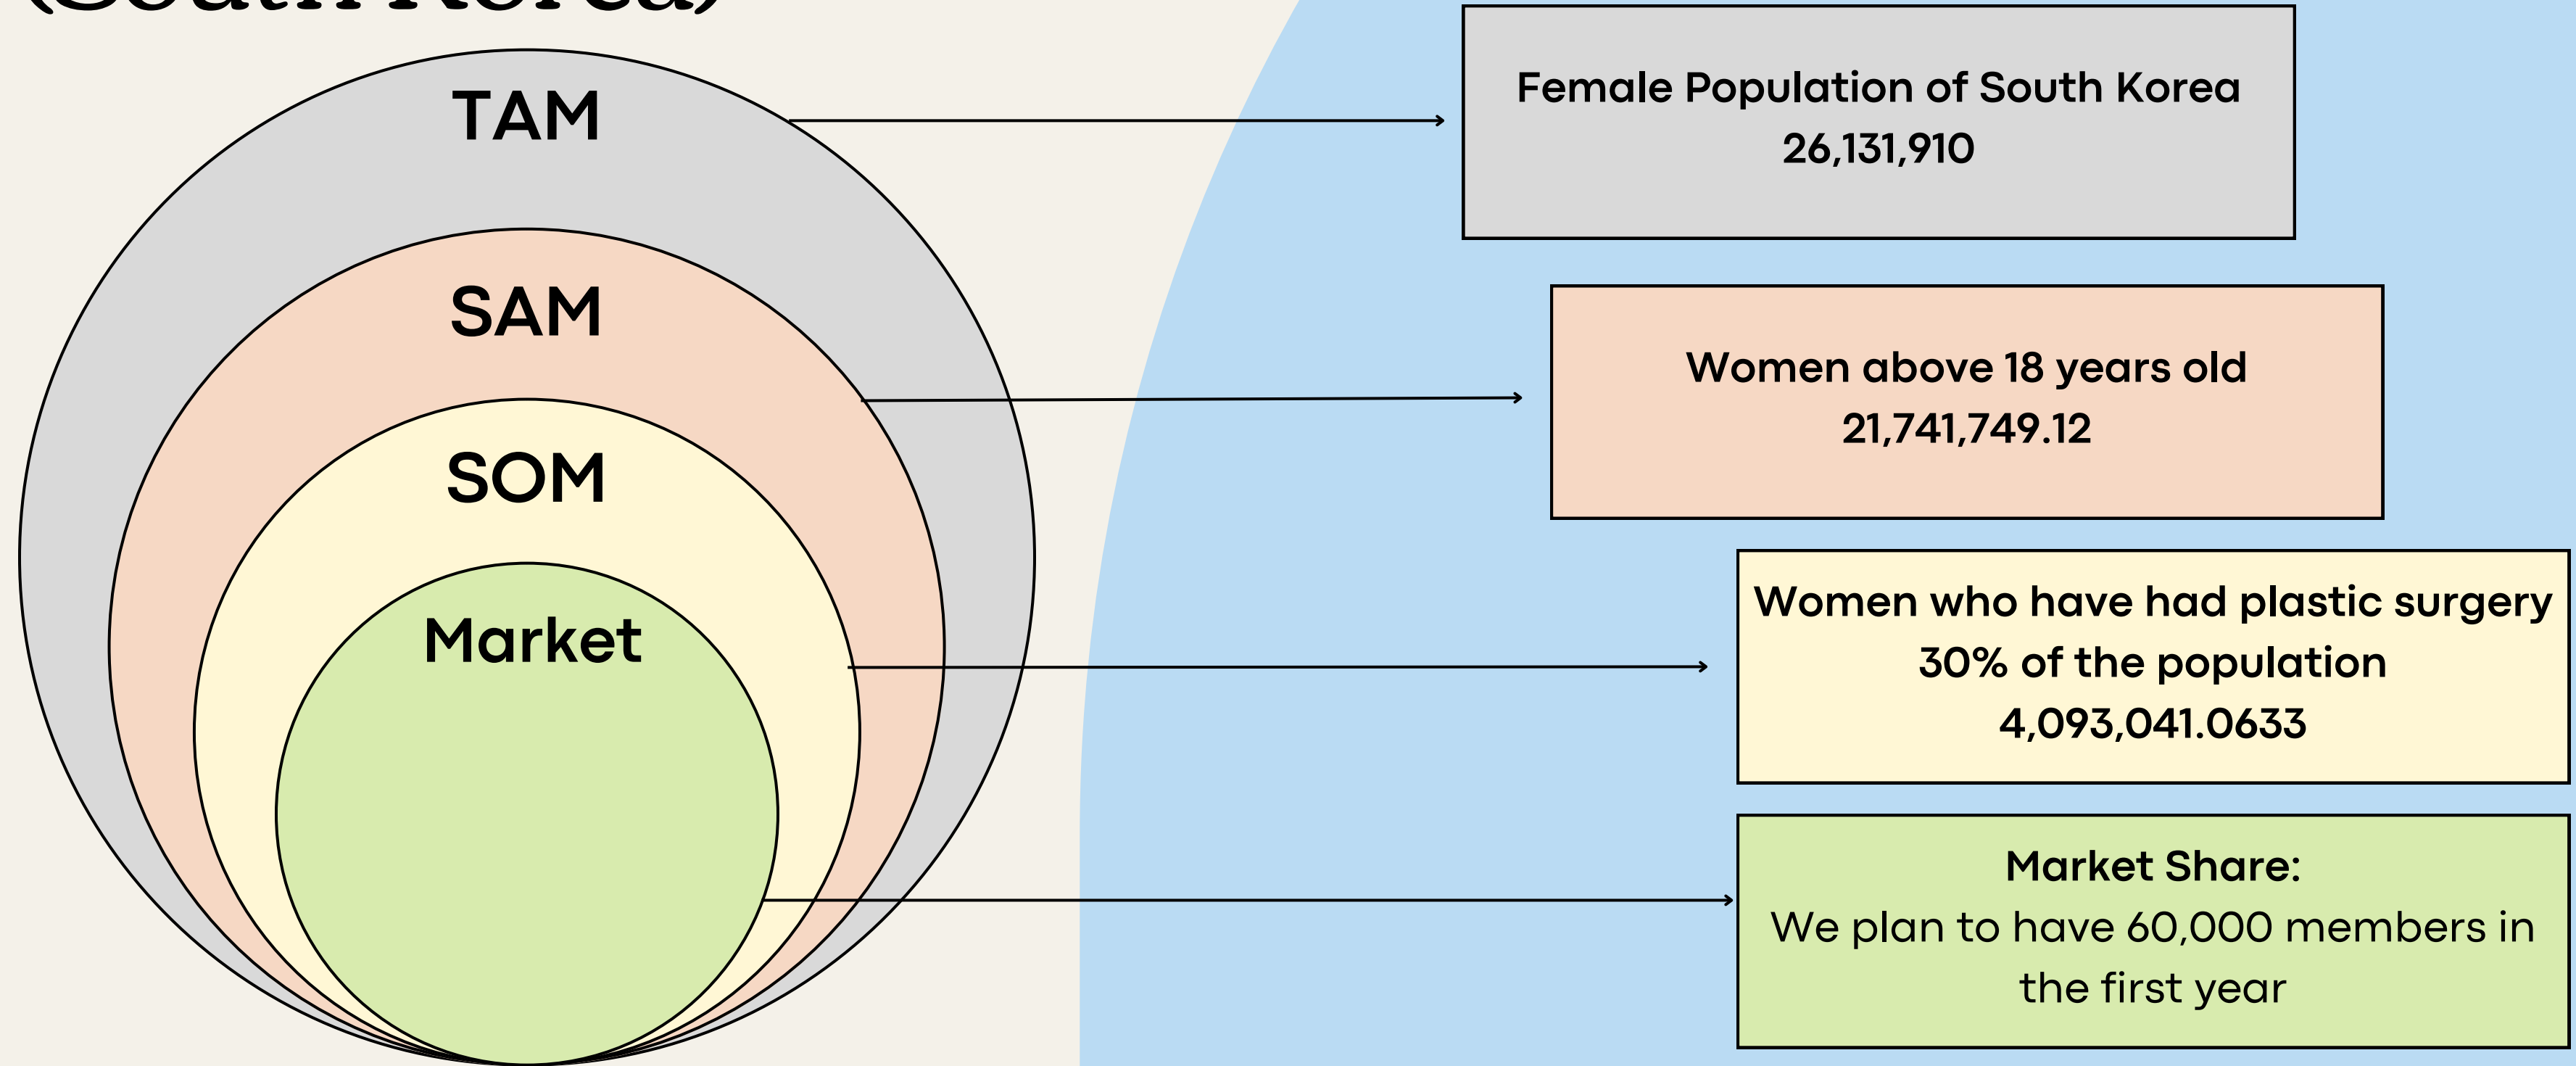 (South Korea)
TAM
SAM
SOM
Market
Female Population of South Korea
26,131,910
Women above 18 years old
21,741,749.12
Women who have had plastic surgery
30% of the population
4,093,041.0633
Market Share:
We plan to have 60,000 members in
the first year